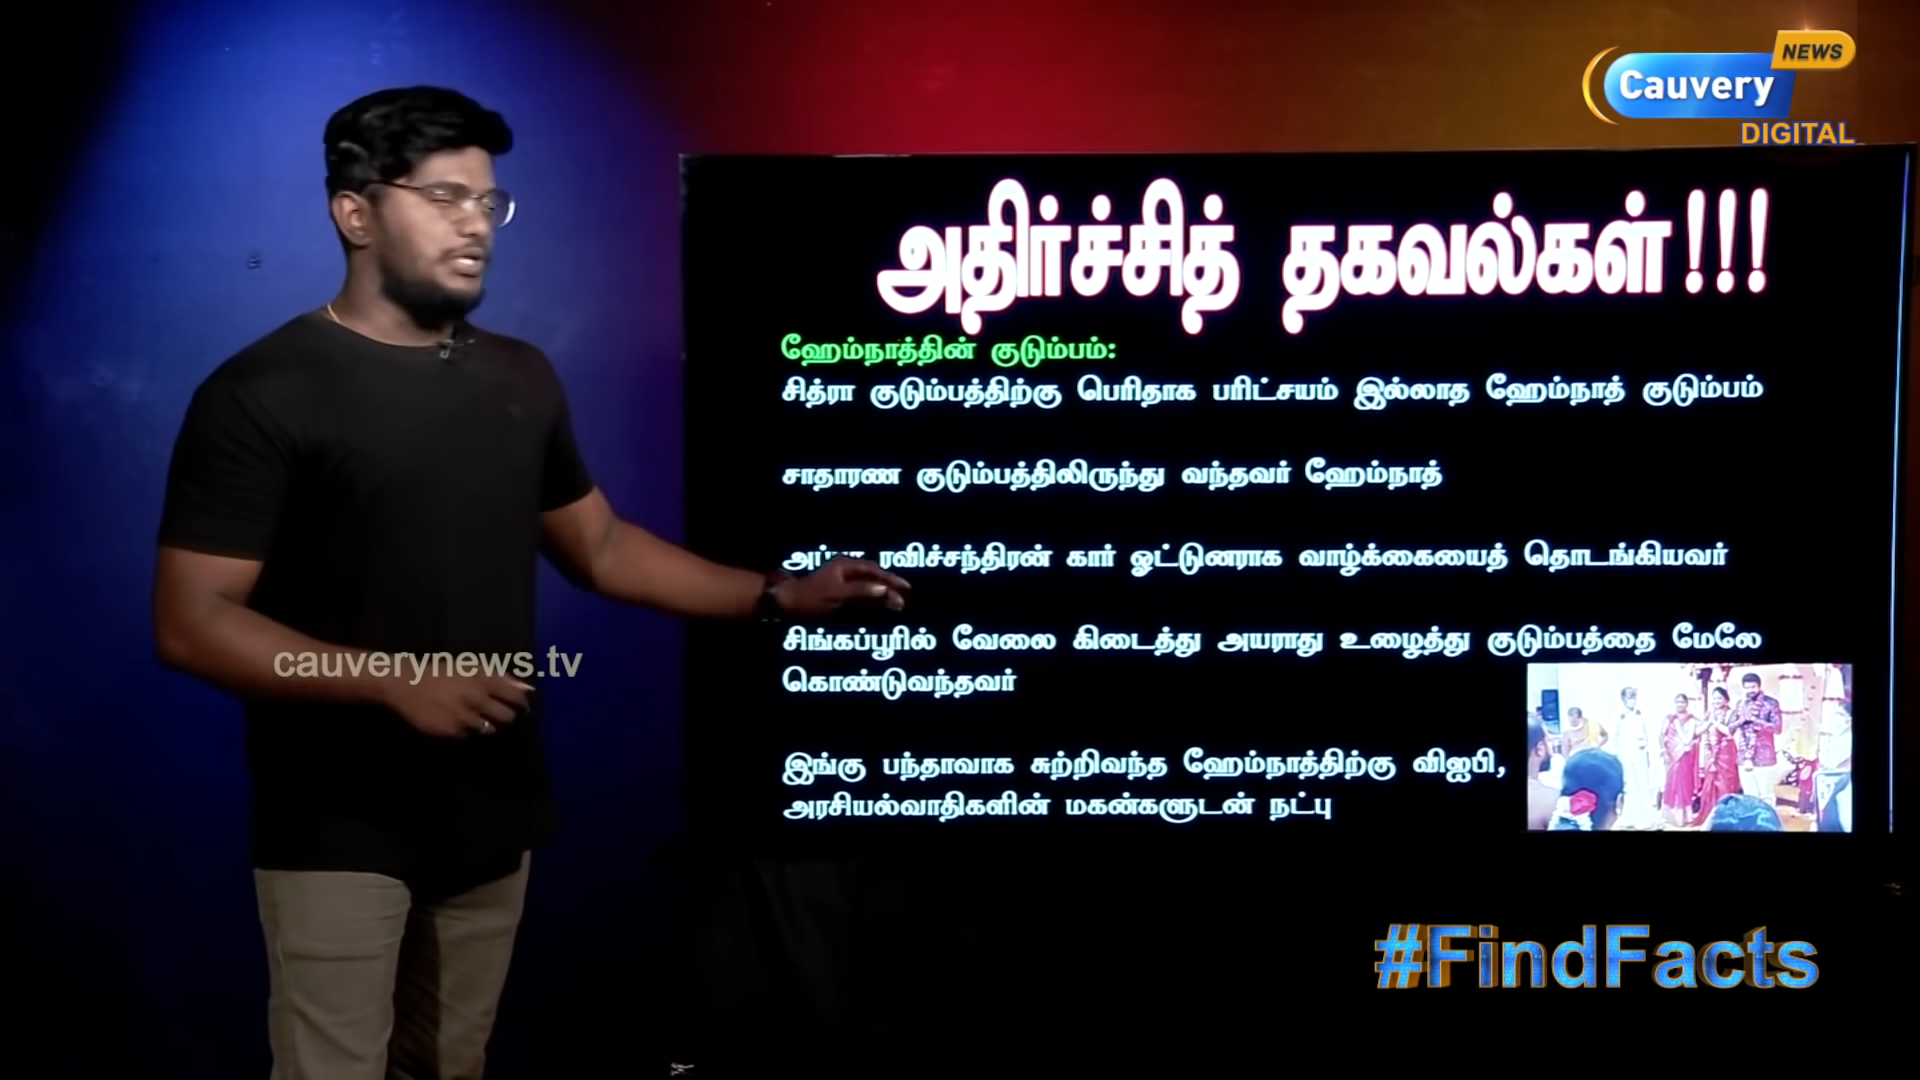 NEWS
Cauvery
DIGITAL
அதிர்ச்சித் தகவல்கள்!!!
ஹேம்நாத்தின் குடும்பம்:
சித்ரா குடும்பத்திற்கு பெரிதாக பரிட்சயம் இல்லாத ஹேம்நாத் குடும்பம்
சாதாரண குடும்பத்திலிருந்து வந்தவர் ஹேம்நாத்
ரவிச்சந்திரன் கார் ஓட்டுனராக வாழ்க்கையைத் தொடங்கியவர்
சிங்கப்பூரில் வேலை கிடைத்து அயராது உழைத்து குடும்பத்தை மேலே
கொண்டுவந்தவர்
இங்கு பந்தாவாக சுற்றிவந்த ஹேம்நாத்திற்கு விஐபி,
அரசியல்வாதிகளின் மகன்களுடன் நட்பு
cauverynews.tv
#FindFacts